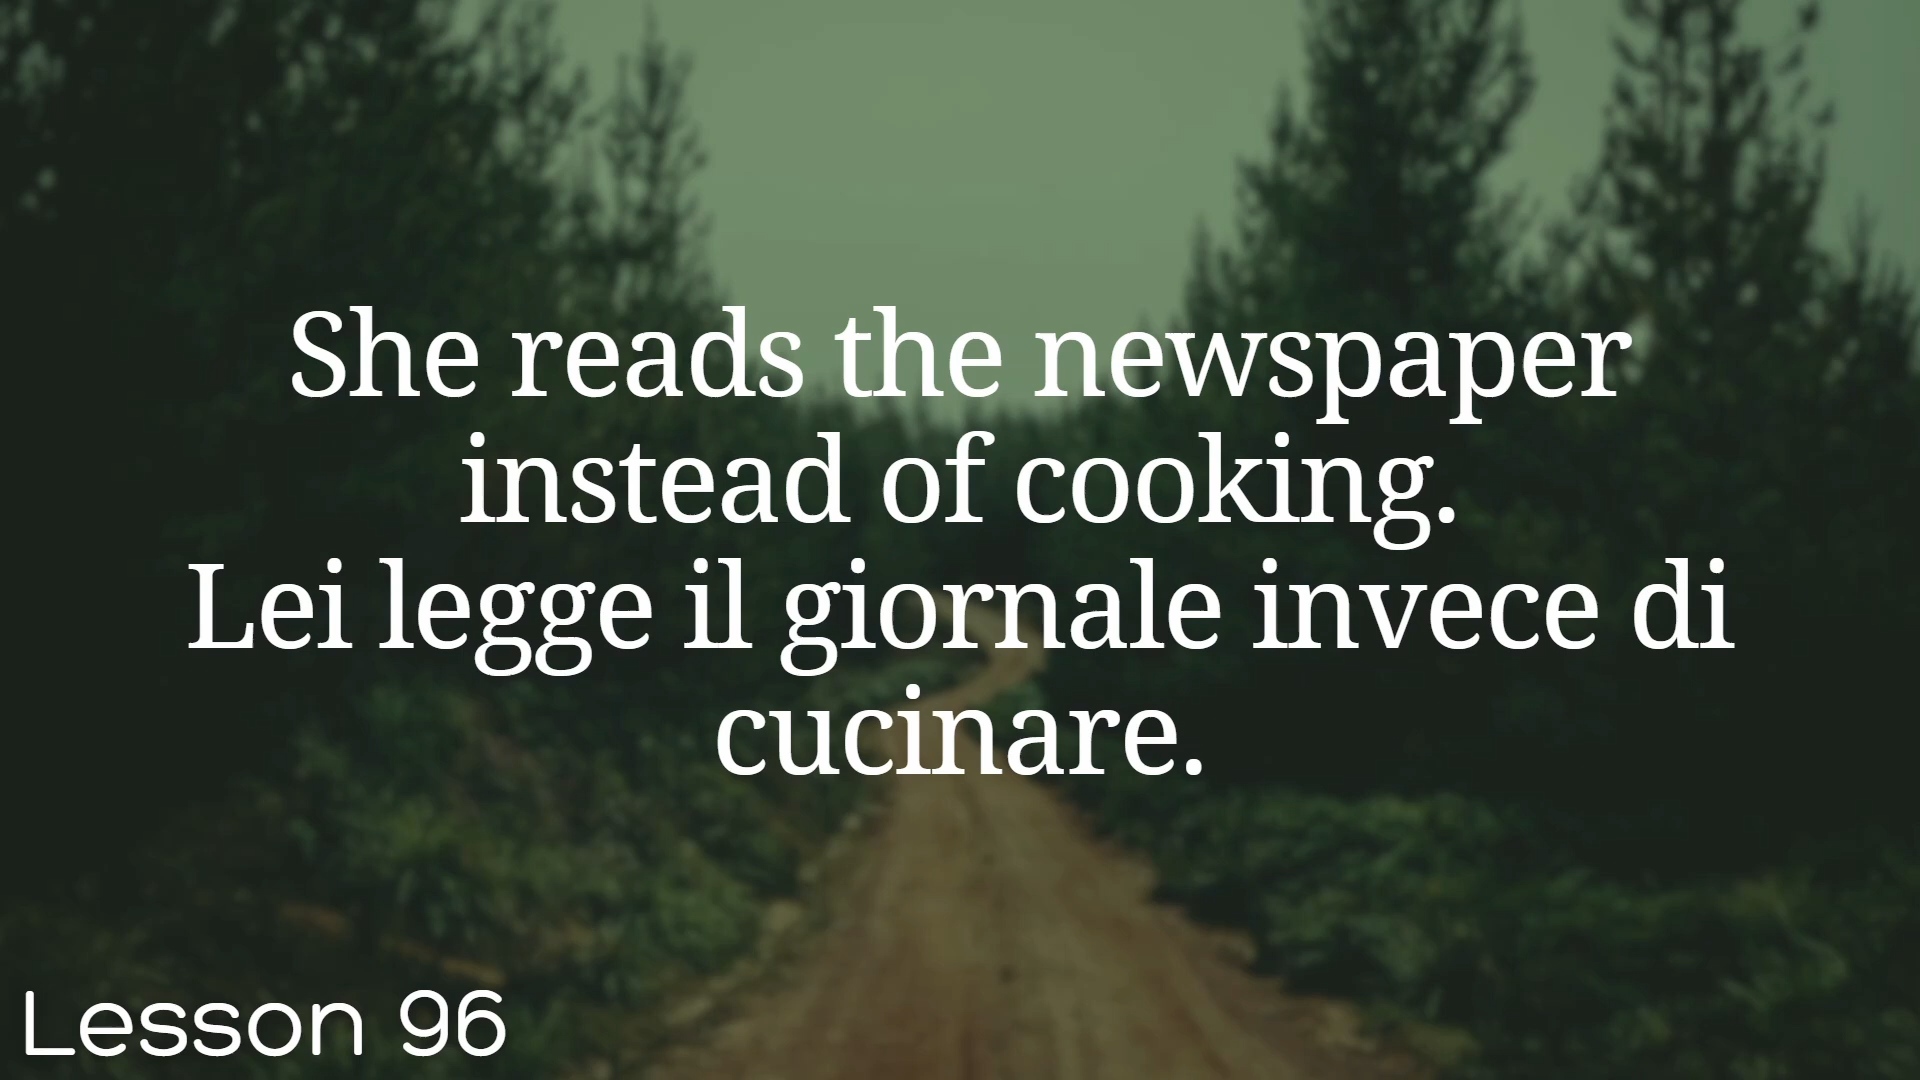 She reads the newspaper
instead of cooking.
Lei legge il giornale invece di
cucinare.
Lesson 96